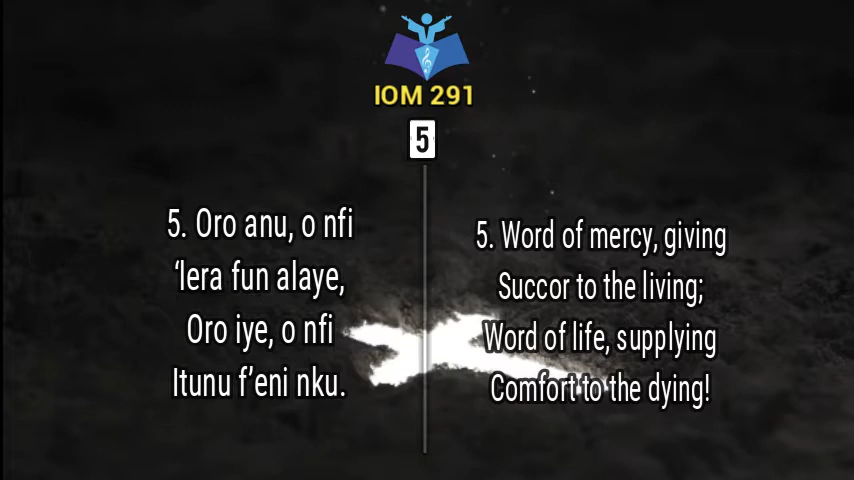 IOM 291
5
5. Oro anu, o nfi
‘lera fun alaye,
Oro iye, o nfi
Itunu f’eni nku.
5. Word of mercy, giving
Succor to the living;
Word of life, supplying
Comfort to the dying!